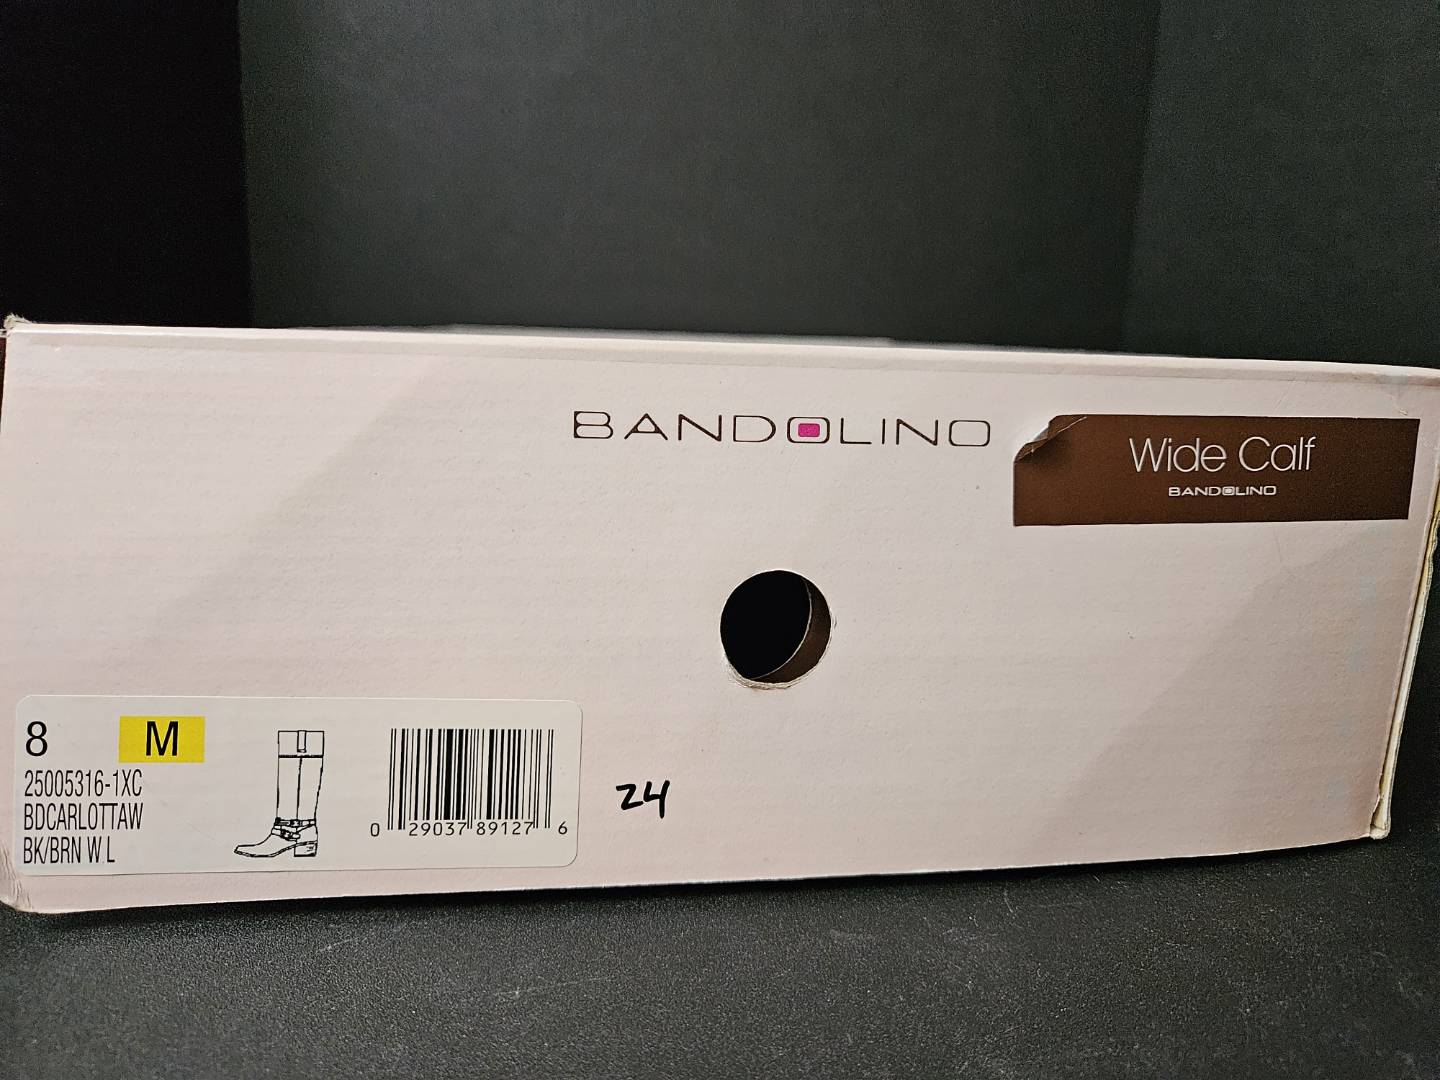 BANDOLINO
Wide Calf
BANDOLINO
8 M
25005316-1XC
BDCARLOTTAW
BK/BRN W L
0 29037 89127 6
24